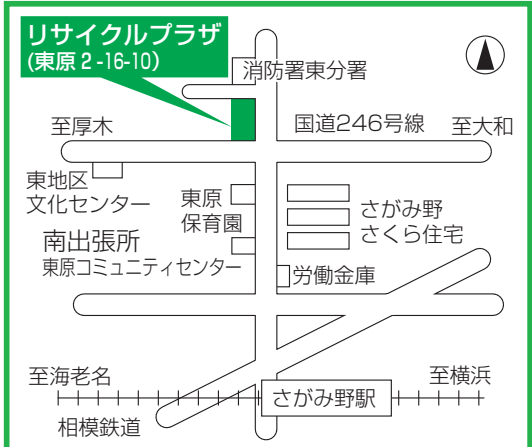 リサイクルプラザ
(東原2-16-10)
消防署東分署
至厚木
国道246号線
至大和
東地区
文化センター
東原
保育園
さがみ野
さくら住宅
南出張所
東原コミュニティセンター
労働金庫
至海老名
さがみ野駅
至横浜
相模鉄道